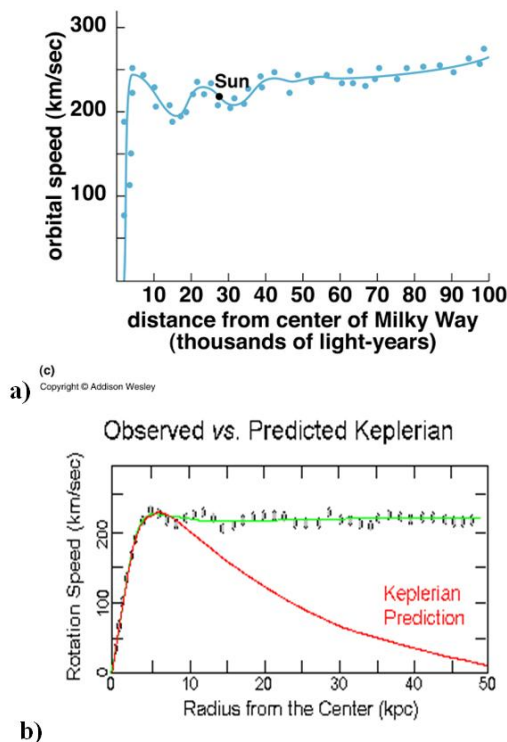 300
200
100
orbital speed (km/sec)
Sun
10 20 30 40 50 60 70 80 90 100
distance from center of Milky Way
(thousands of light-years)
(c)
a) Copyright © Addison Wesley
Observed vs. Predicted Keplerian
200
100
0
Rotation Speed (km/sec)
Keplerian
Prediction
0 10 20 30 40 50
Radius from the Center (kpc)
b)